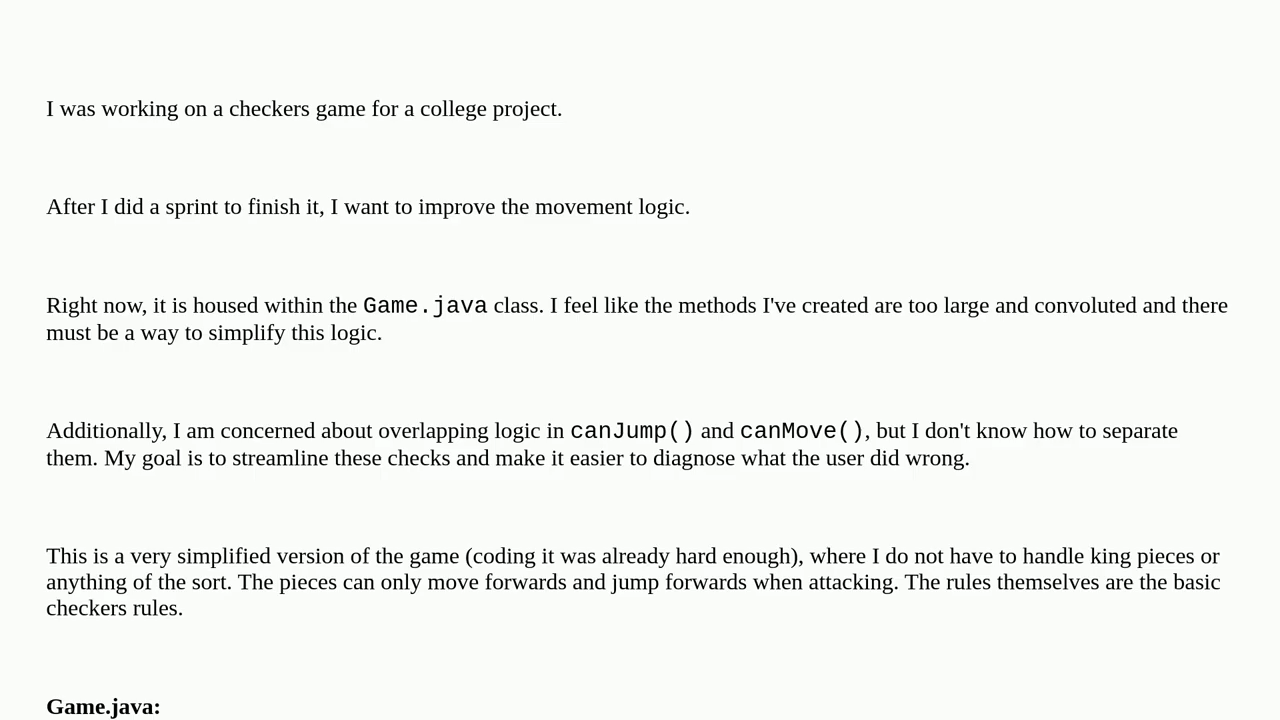 I was working on a checkers game for a college project.
After I did a sprint to finish it, I want to improve the movement logic.
Right now, it is housed within the Game.java class. I feel like the methods I've created are too large and convoluted and there
must be a way to simplify this logic.
Additionally, I am concerned about overlapping logic in canJump() and canMove(), but I don't know how to separate
them. My goal is to streamline these checks and make it easier to diagnose what the user did wrong.
This is a very simplified version of the game (coding it was already hard enough), where I do not have to handle king pieces or
anything of the sort. The pieces can only move forwards and jump forwards when attacking. The rules themselves are the basic
checkers rules.
Game.java: